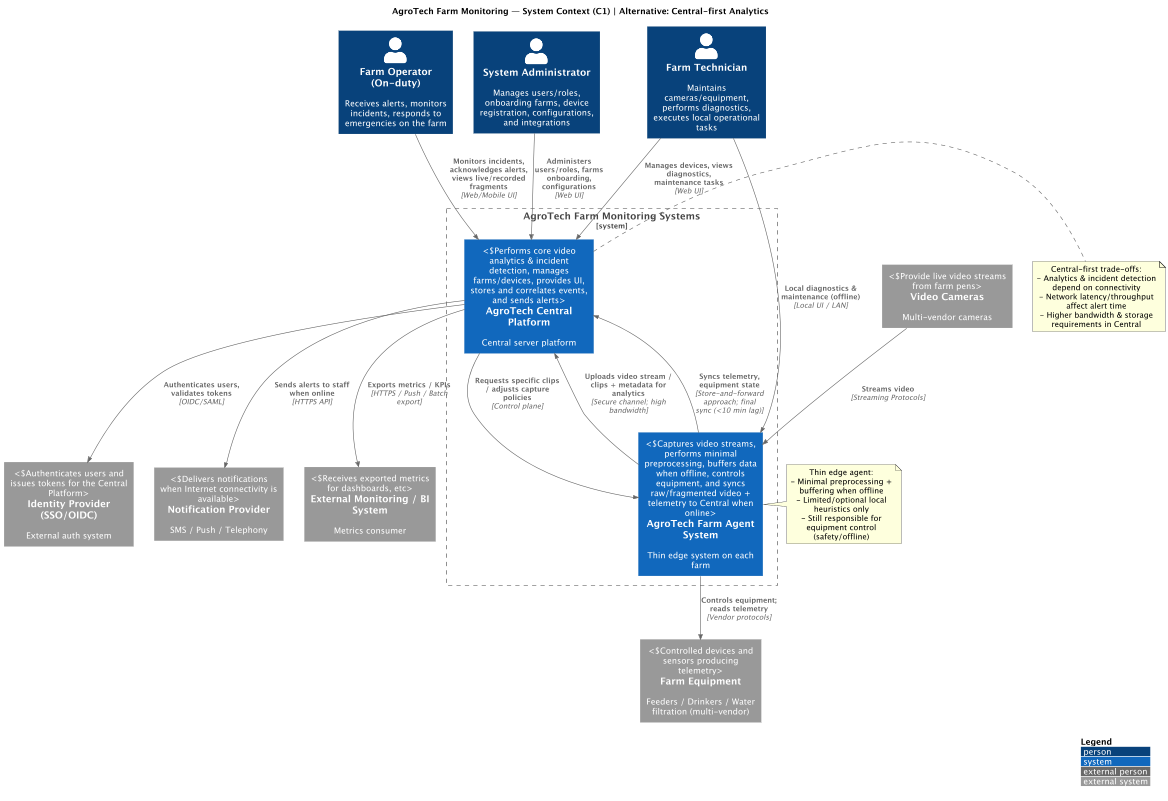 AgroTech Farm Monitoring — System Context (C1) | Alternative: Central-first Analytics
Farm Operator
(On-duty)
Receives alerts, monitors
incidents, responds to
emergencies on the farm
System Administrator
Manages users/roles,
onboarding farms, device
registration, configurations,
and integrations
Farm Technician
Maintains
cameras/equipment,
performs diagnostics,
executes local operational
tasks
Monitors incidents,
acknowledges alerts,
views live/recorded
fragments
[Web/Mobile UI]
Administers
users/roles, farms
onboarding,
configurations
[Web UI]
Manages devices, views
diagnostics,
maintenance tasks
[Web UI]
AgroTech Farm Monitoring Systems
[system]
<$Performs core video
analytics & incident
detection, manages
farms/devices, provides UI,
stores and correlates events,
and sends alerts>
AgroTech Central
Platform
Central server platform
Local diagnostics &
maintenance (offline)
[Local UI / LAN]
<$Provide live video streams
from farm pens>
Video Cameras
Multi-vendor cameras
Central-first trade-offs:
- Analytics & incident detection
depend on connectivity
- Network latency/throughput
affect alert time
- Higher bandwidth & storage
requirements in Central
Authenticates users,
validates tokens
[OIDC/SAML]
Sends alerts to staff
when online
[HTTPS API]
Exports metrics / KPIs
[HTTPS / Push / Batch
export]
Requests specific clips
/ adjusts capture
policies
[Control plane]
Uploads video stream /
clips + metadata for
analytics
[Secure channel; high
bandwidth]
Syncs telemetry,
equipment state
[Store-and-forward
approach; final
sync (<10 min lag)]
Streams video
[Streaming Protocols]
<$Authenticates users and
issues tokens for the Central
Platform>
Identity Provider
(SSO/OIDC)
External auth system
<$Delivers notifications
when Internet connectivity is
available>
Notification Provider
SMS / Push / Telephony
<$Receives exported metrics
for dashboards, etc>
External Monitoring / BI
System
Metrics consumer
<$Captures video streams,
performs minimal
preprocessing, buffers data
when offline, controls
equipment, and syncs
raw/fragmented video +
telemetry to Central when
online>
AgroTech Farm Agent
System
Thin edge system on each
farm
Thin edge agent:
- Minimal preprocessing +
buffering when offline
- Limited/optional local
heuristics only
- Still responsible for
equipment control
(safety/offline)
Controls equipment;
reads telemetry
[Vendor protocols]
<$Controlled devices and
sensors producing
telemetry>
Farm Equipment
Feeders / Drinkers / Water
filtration (multi-vendor)
Legend
person
system
external person
external system